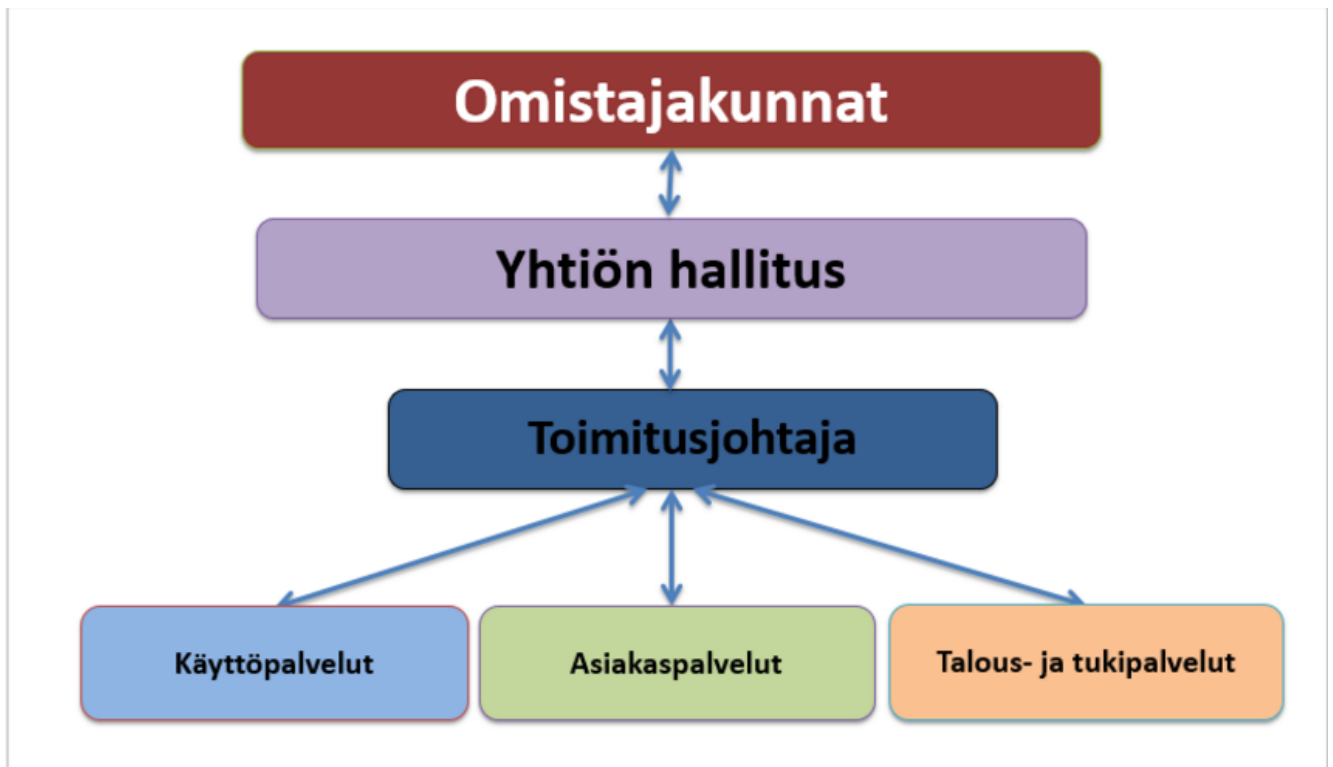 Omistajakunnat
Yhtiön hallitus
Toimitusjohtaja
Käyttöpalvelut
Asiakaspalvelut
Talous- ja tukipalvelut